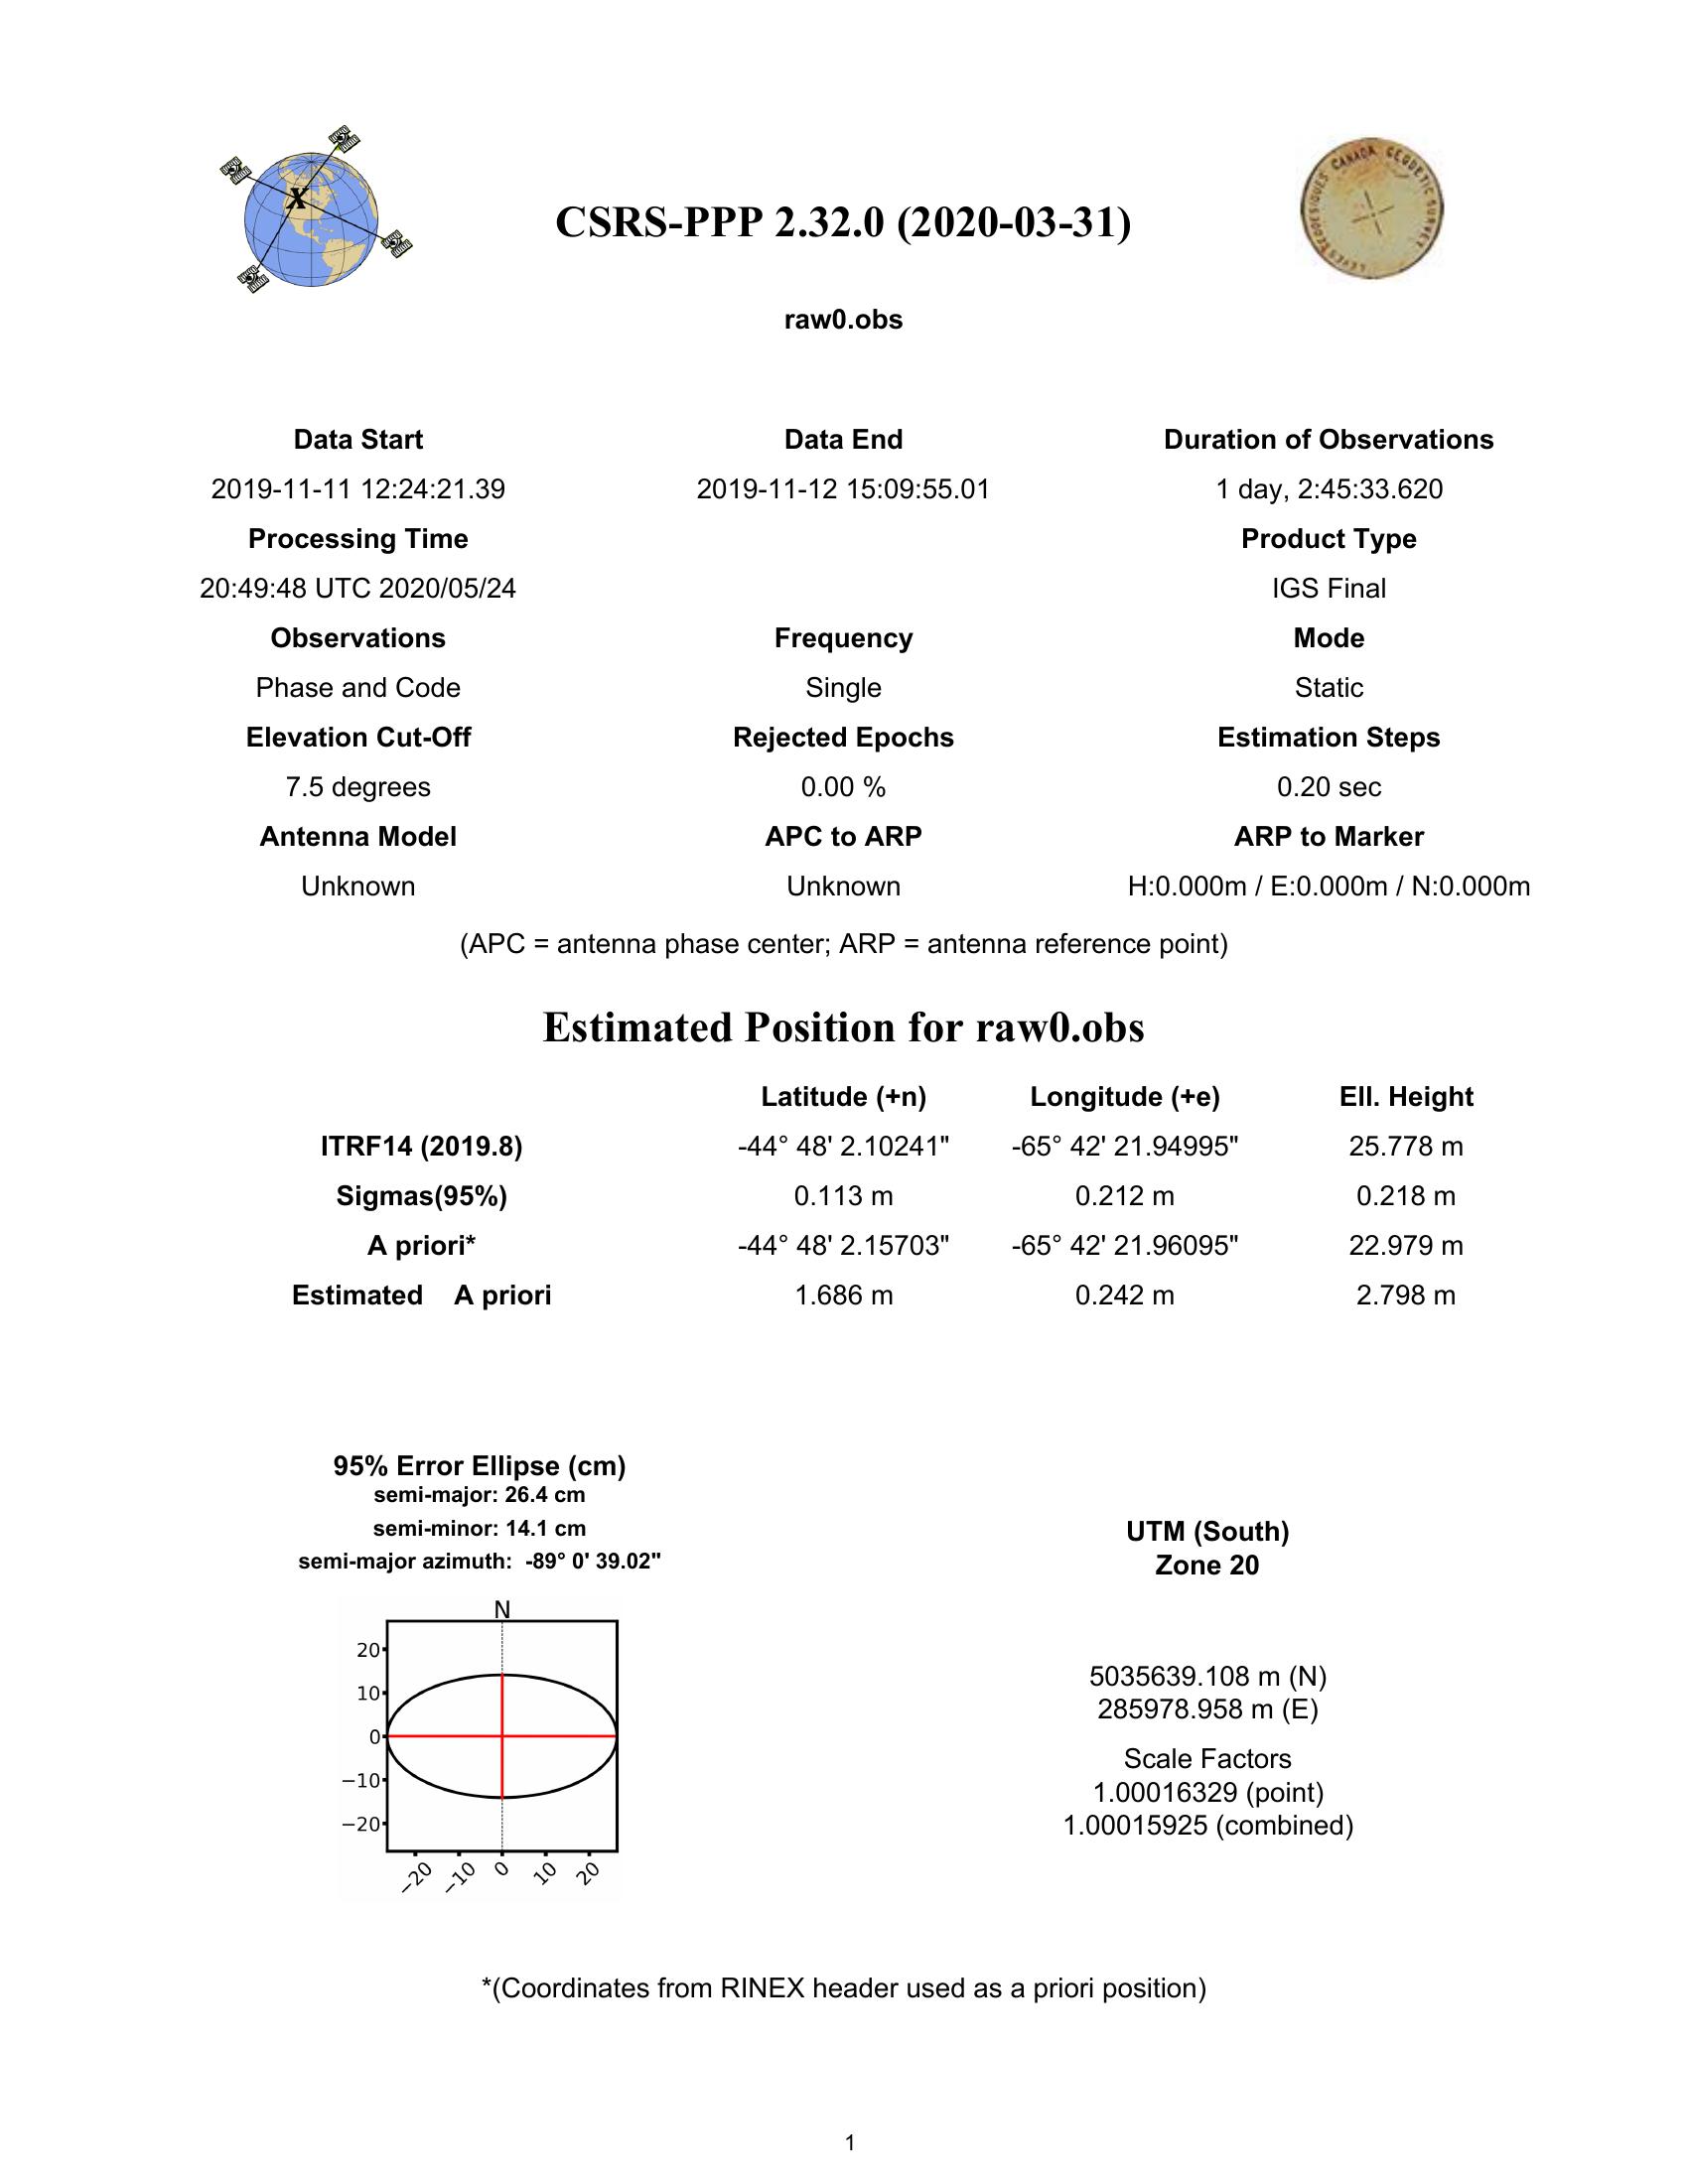 X
CANADA GEODETIC SURVEY
LEVES GEODESIQUES
CSRS-PPP 2.32.0 (2020-03-31)
raw0.obs
Data Start Data End Duration of Observations
2019-11-11 12:24:21.39 2019-11-12 15:09:55.01 1 day, 2:45:33.620
Processing Time Product Type
20:49:48 UTC 2020/05/24 IGS Final
Observations Frequency Mode
Phase and Code Single Static
Elevation Cut-Off Rejected Epochs Estimation Steps
7.5 degrees 0.00 % 0.20 sec
Antenna Model APC to ARP ARP to Marker
Unknown Unknown H:0.000m / E:0.000m / N:0.000m
(APC = antenna phase center; ARP = antenna reference point)
Estimated Position for raw0.obs
Latitude (+n) Longitude (+e) Ell. Height
ITRF14 (2019.8) -44° 48' 2.10241" -65° 42' 21.94995" 25.778 m
Sigmas(95%) 0.113 m 0.212 m 0.218 m
A priori* -44° 48' 2.15703" -65° 42' 21.96095" 22.979 m
Estimated A priori 1.686 m 0.242 m 2.798 m
95% Error Ellipse (cm)
semi-major: 26.4 cm
semi-minor: 14.1 cm
semi-major azimuth: -89° 0' 39.02"
N
20
10
0
−10
−20
−20 −10 0 10 20
UTM (South)
Zone 20
5035639.108 m (N)
285978.958 m (E)
Scale Factors
1.00016329 (point)
1.00015925 (combined)
*(Coordinates from RINEX header used as a priori position)
1